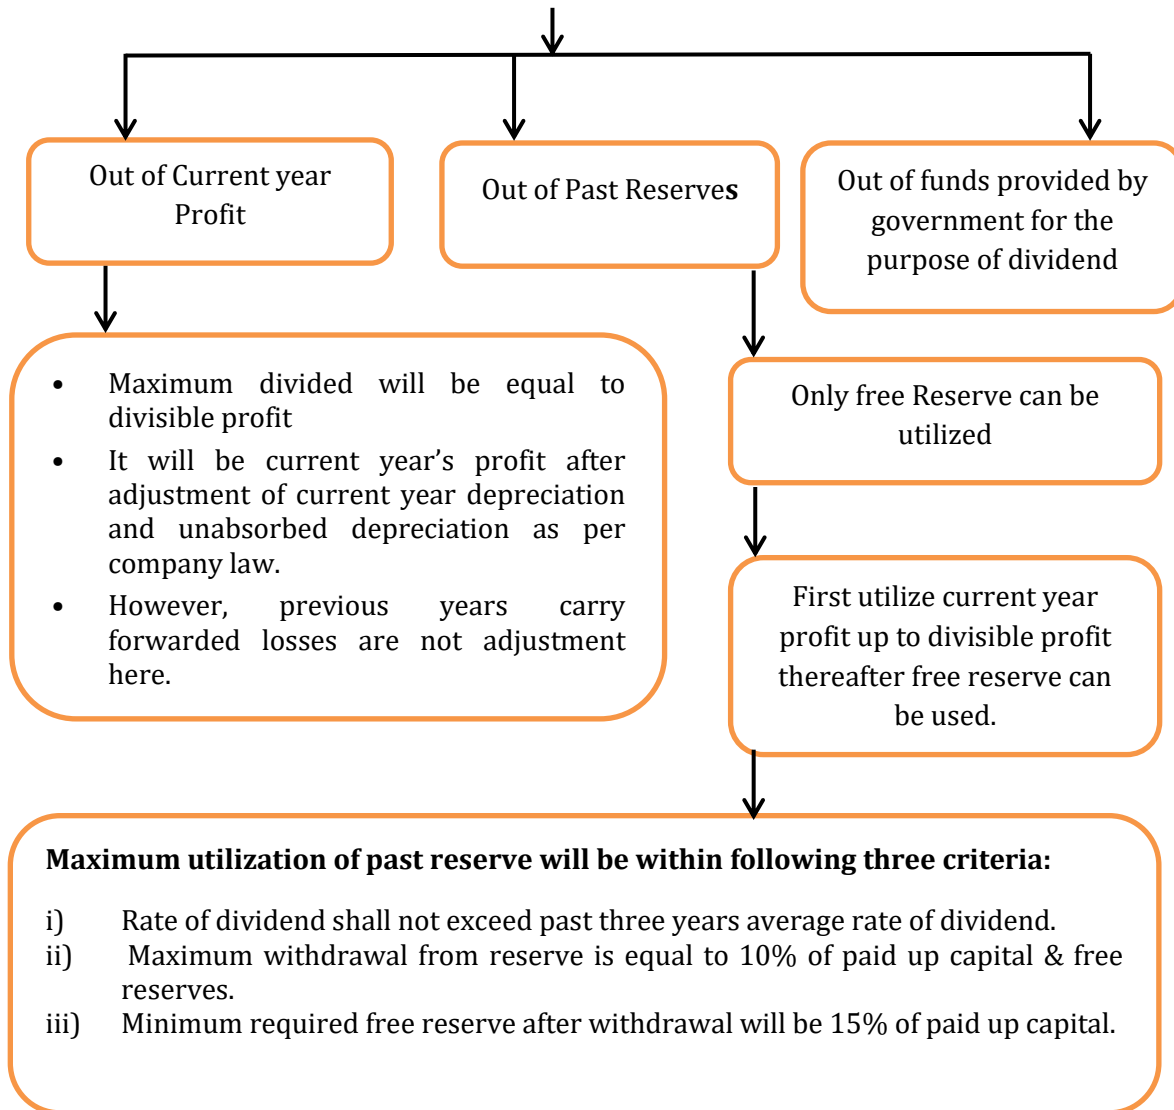 Out of Current year
Profit
Out of Past Reserves
Out of funds provided by
government for the
purpose of dividend
• Maximum divided will be equal to
divisible profit
• It will be current year’s profit after
adjustment of current year depreciation
and unabsorbed depreciation as per
company law.
• However, previous years carry
forwarded losses are not adjustment
here.
Only free Reserve can be
utilized
First utilize current year
profit up to divisible profit
thereafter free reserve can
be used.
Maximum utilization of past reserve will be within following three criteria:
i) Rate of dividend shall not exceed past three years average rate of dividend.
ii) Maximum withdrawal from reserve is equal to 10% of paid up capital & free
reserves.
iii) Minimum required free reserve after withdrawal will be 15% of paid up capital.